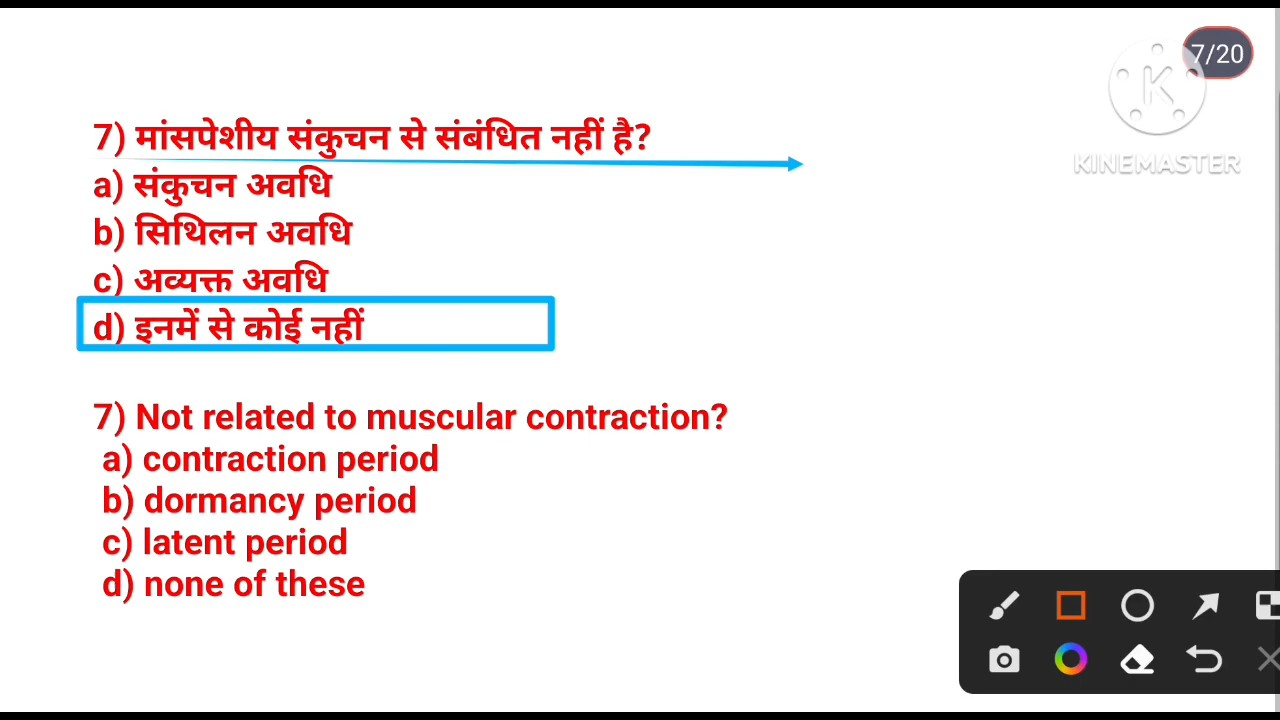 7/20
KINEMASTER
7) मांसपेशीय संकुचन से संबंधित नहीं है?
a) संकुचन अवधि
b) सिथिलन अवधि
c) अव्यक्त अवधि
d) इनमें से कोई नहीं
7) Not related to muscular contraction?
a) contraction period
b) dormancy period
c) latent period
d) none of these